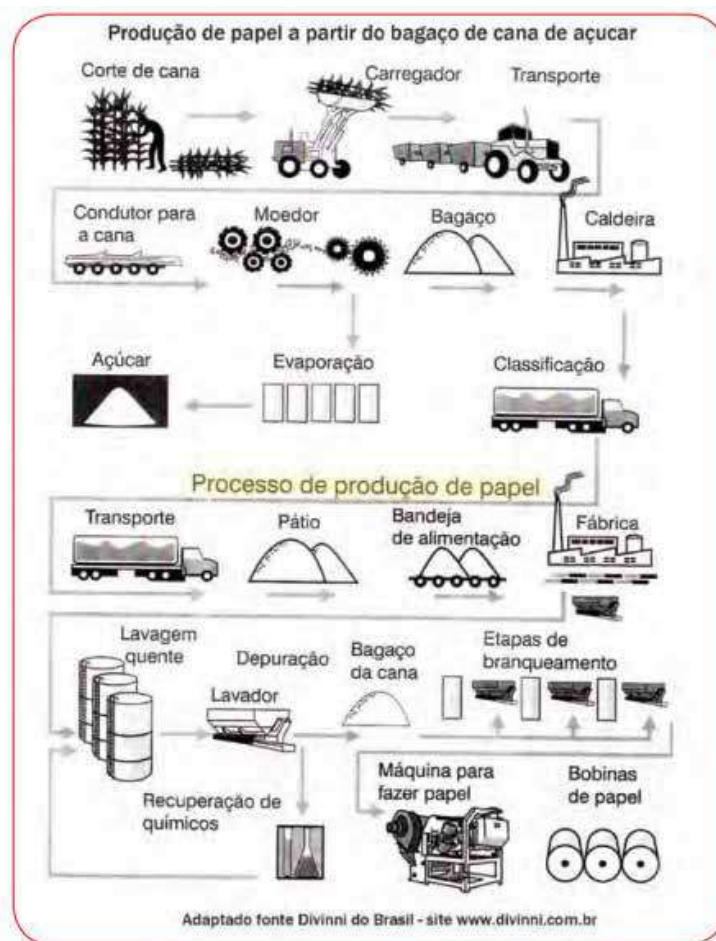 Produção de papel a partir do bagaço de cana de açucar
Corte de cana
Carregador
Transporte
Condutor para
a cana
Moedor
Bagaço
Caldeira
Açúcar
Evaporação
Classificação
Processo de produção de papel
Transporte
Pátio
Bandeja
de alimentação
Fábrica
Lavagem
quente
Depuração
Lavador
Bagaço
da cana
Etapas de
branqueamento
Recuperação de
químicos
Máquina para
fazer papel
Bobinas
de papel
Adaptado fonte Divinni do Brasil - site www.divinni.com.br